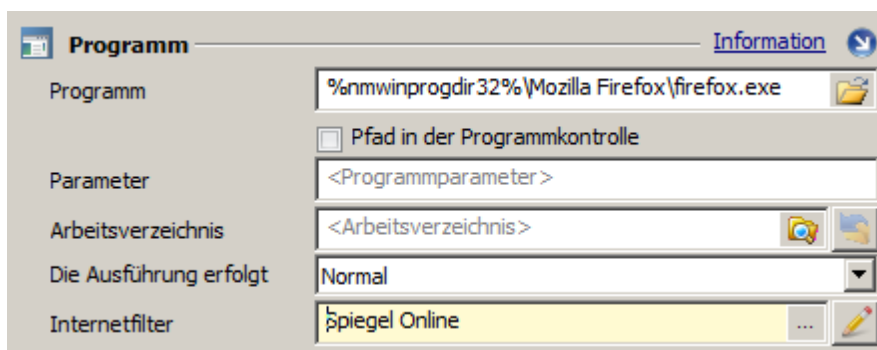 Programm Information
Programm %nmwinprogdir32%\Mozilla Firefox\firefox.exe
Pfad in der Programmkontrolle
Parameter <Programmparameter>
Arbeitsverzeichnis <Arbeitsverzeichnis>
Die Ausführung erfolgt Normal
Internetfilter Spiegel Online ...